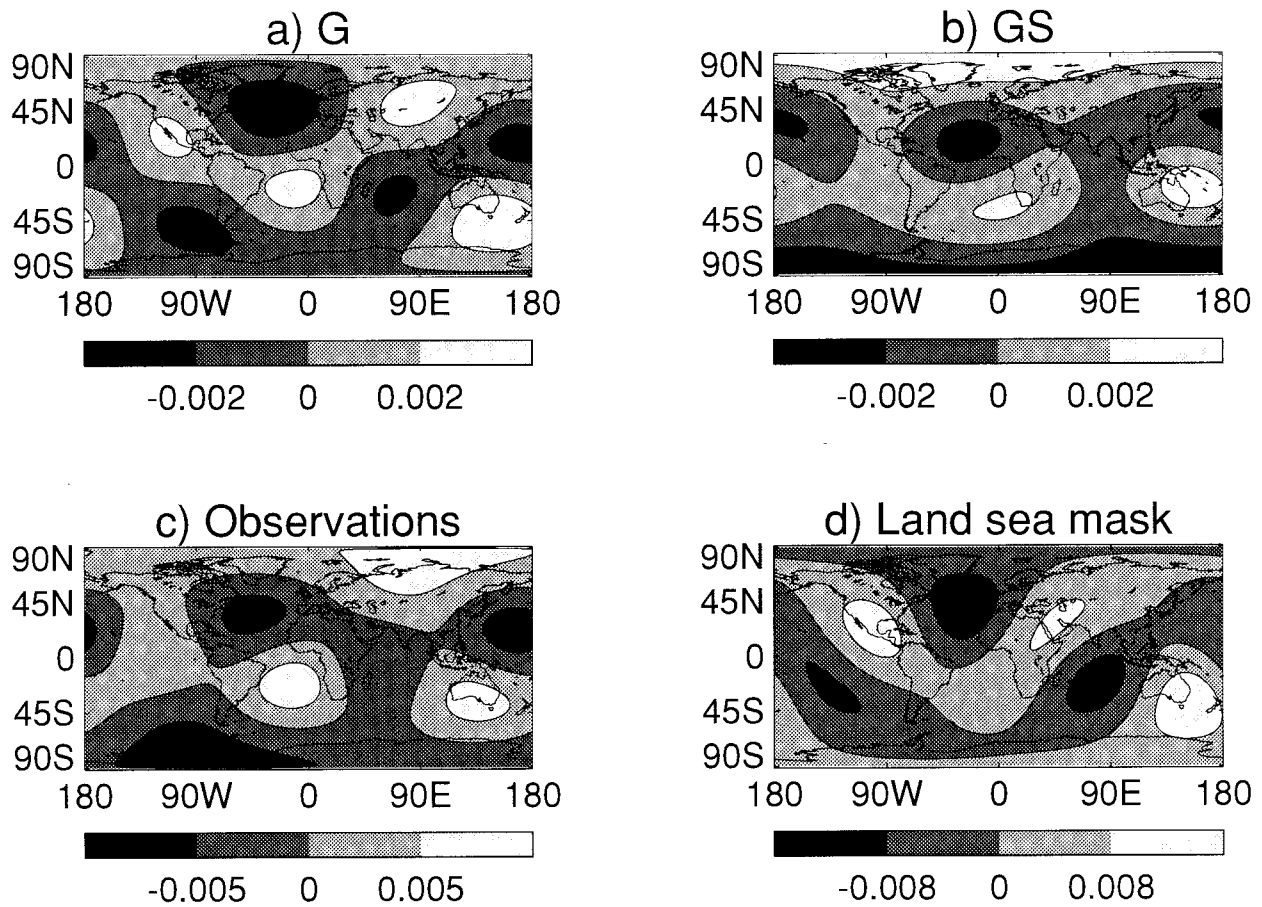 a) G
90N
45N
0
45S
90S
180 90W 0 90E 180
-0.002 0 0.002
b) GS
90N
45N
0
45S
90S
180 90W 0 90E 180
-0.002 0 0.002
c) Observations
90N
45N
0
45S
90S
180 90W 0 90E 180
-0.005 0 0.005
d) Land sea mask
90N
45N
0
45S
90S
180 90W 0 90E 180
-0.008 0 0.008